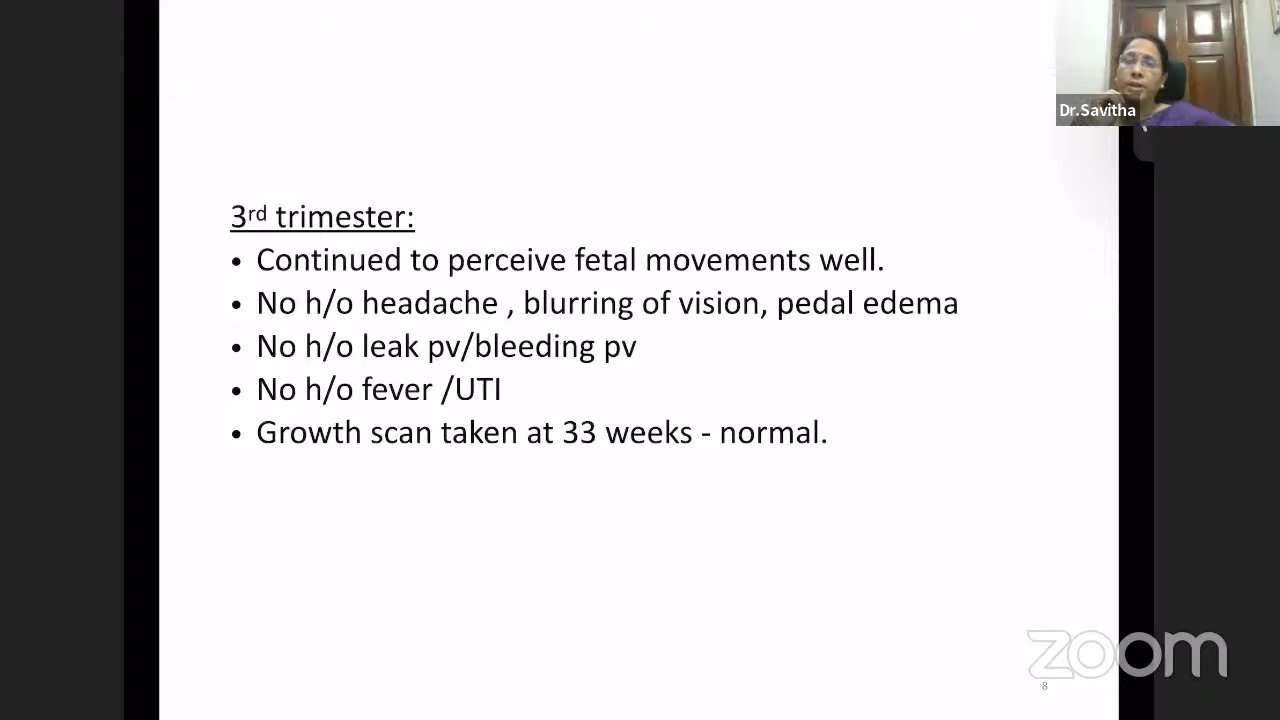 Dr.Savitha
3rd trimester:
• Continued to perceive fetal movements well.
• No h/o headache , blurring of vision, pedal edema
• No h/o leak pv/bleeding pv
• No h/o fever /UTI
• Growth scan taken at 33 weeks - normal.
zoom
8